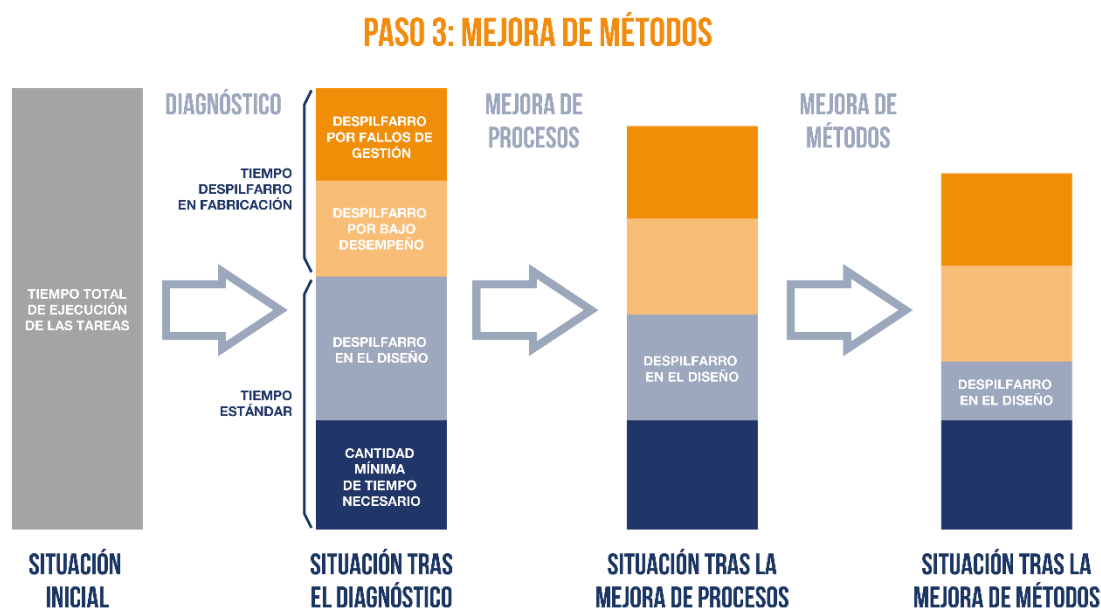 PASO 3: MEJORA DE MÉTODOS
DIAGNÓSTICO
MEJORA DE
PROCESOS
MEJORA DE
MÉTODOS
TIEMPO TOTAL
DE EJECUCIÓN
DE LAS TAREAS
TIEMPO
DESPILFARRO
EN FABRICACIÓN
TIEMPO
ESTÁNDAR
DESPILFARRO
POR FALLOS DE
GESTIÓN
DESPILFARRO
POR BAJO
DESEMPEÑO
DESPILFARRO
EN EL DISEÑO
CANTIDAD
MÍNIMA
DE TIEMPO
NECESARIO
DESPILFARRO
EN EL DISEÑO
DESPILFARRO
EN EL DISEÑO
SITUACIÓN
INICIAL
SITUACIÓN TRAS
EL DIAGNÓSTICO
SITUACIÓN TRAS LA
MEJORA DE PROCESOS
SITUACIÓN TRAS LA
MEJORA DE MÉTODOS